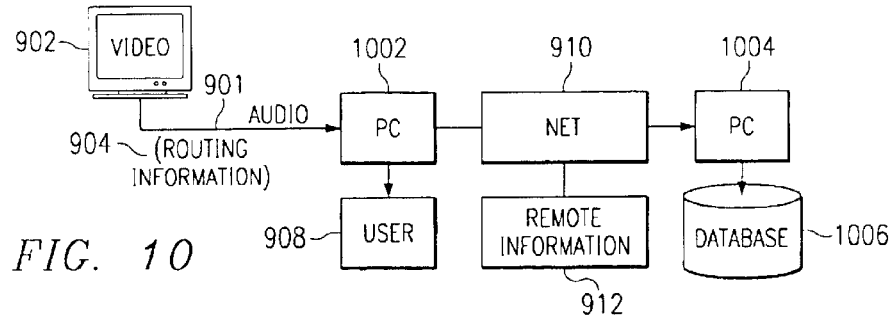 902
VIDEO
901
AUDIO
904
(ROUTING
INFORMATION)
1002
PC
910
NET
1004
PC
908
USER
REMOTE
INFORMATION
912
DATABASE
1006
FIG. 10